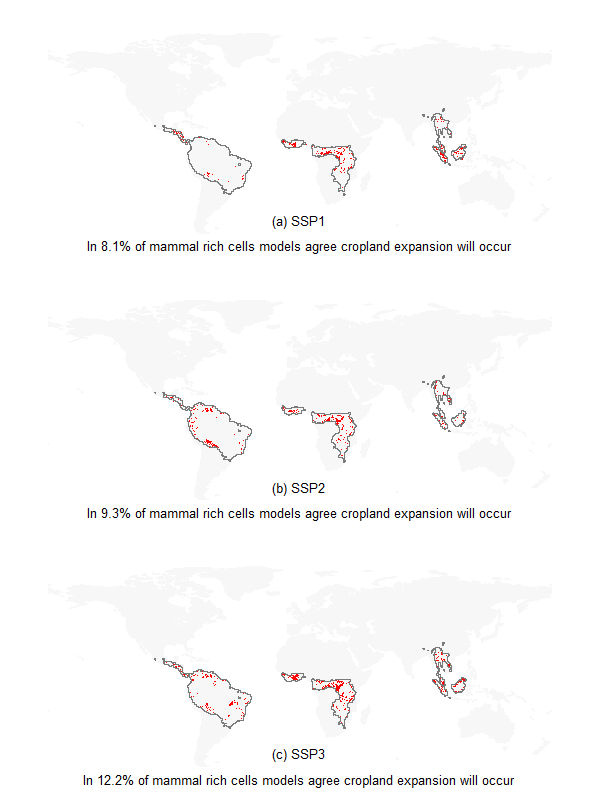 (a) SSP1
In 8.1% of mammal rich cells models agree cropland expansion will occur
(b) SSP2
In 9.3% of mammal rich cells models agree cropland expansion will occur
(c) SSP3
In 12.2% of mammal rich cells models agree cropland expansion will occur